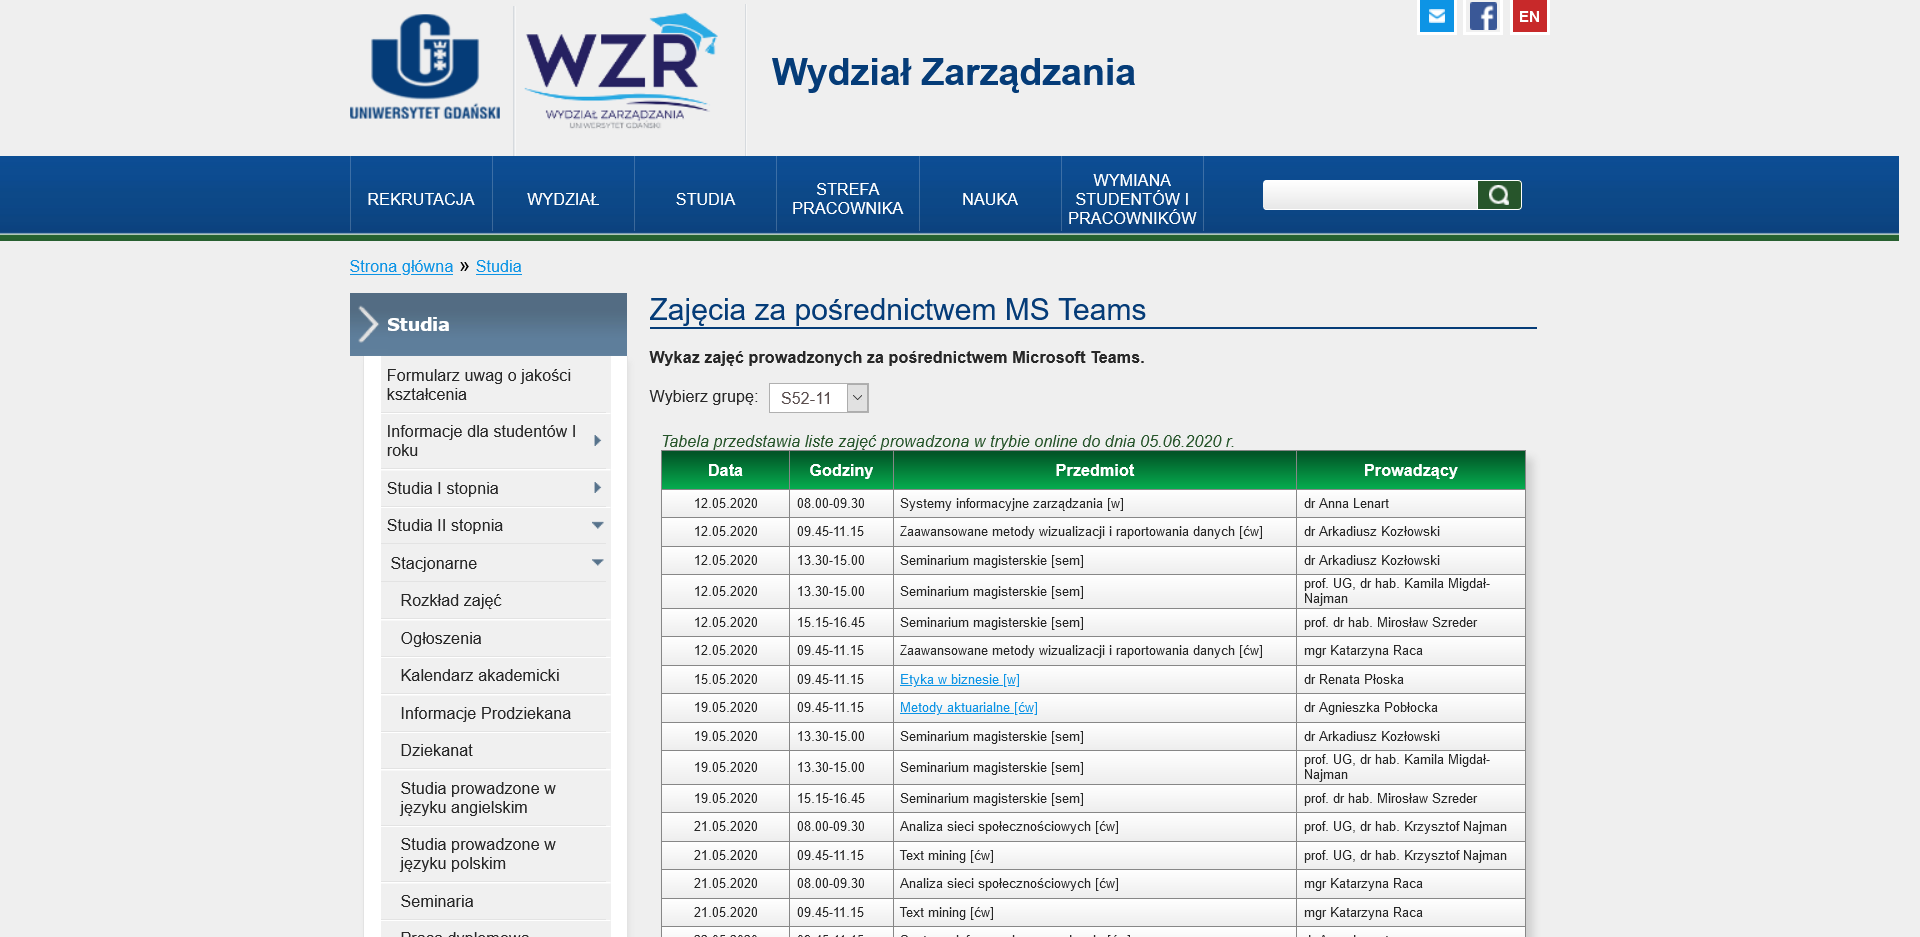 UNIWERSYTET GDAŃSKI
WZR
WYDZIAŁ ZARZĄDZANIA
UNIWERSYTET GDAŃSKI
Wydział Zarządzania
EN
REKRUTACJA
WYDZIAŁ
STUDIA
STREFA
PRACOWNIKA
NAUKA
WYMIANA
STUDENTÓW I
PRACOWNIKÓW
Strona główna » Studia
Studia
Formularz uwag o jakości
kształcenia
Informacje dla studentów I
roku
Studia I stopnia
Studia II stopnia
Stacjonarne
Rozkład zajęć
Ogłoszenia
Kalendarz akademicki
Informacje Prodziekana
Dziekanat
Studia prowadzone w
języku angielskim
Studia prowadzone w
języku polskim
Seminaria
Zajęcia za pośrednictwem MS Teams
Wykaz zajęć prowadzonych za pośrednictwem Microsoft Teams.
Wybierz grupę: S52-11
Tabela przedstawia liste zajęć prowadzona w trybie online do dnia 05.06.2020 r.
Data Godziny Przedmiot Prowadzący
12.05.2020 08.00-09.30 Systemy informacyjne zarządzania [w] dr Anna Lenart
12.05.2020 09.45-11.15 Zaawansowane metody wizualizacji i raportowania danych [ćw] dr Arkadiusz Kozłowski
12.05.2020 13.30-15.00 Seminarium magisterskie [sem] dr Arkadiusz Kozłowski
12.05.2020 13.30-15.00 Seminarium magisterskie [sem] prof. UG, dr hab. Kamila Migdał-
Najman
12.05.2020 15.15-16.45 Seminarium magisterskie [sem] prof. dr hab. Mirosław Szreder
12.05.2020 09.45-11.15 Zaawansowane metody wizualizacji i raportowania danych [ćw] mgr Katarzyna Raca
15.05.2020 09.45-11.15 Etyka w biznesie [w] dr Renata Płoska
19.05.2020 09.45-11.15 Metody aktuarialne [ćw] dr Agnieszka Pobłocka
19.05.2020 13.30-15.00 Seminarium magisterskie [sem] dr Arkadiusz Kozłowski
19.05.2020 13.30-15.00 Seminarium magisterskie [sem] prof. UG, dr hab. Kamila Migdał-
Najman
19.05.2020 15.15-16.45 Seminarium magisterskie [sem] prof. dr hab. Mirosław Szreder
21.05.2020 08.00-09.30 Analiza sieci społecznościowych [ćw] prof. UG, dr hab. Krzysztof Najman
21.05.2020 09.45-11.15 Text mining [ćw] prof. UG, dr hab. Krzysztof Najman
21.05.2020 08.00-09.30 Analiza sieci społecznościowych [ćw] mgr Katarzyna Raca
21.05.2020 09.45-11.15 Text mining [ćw] mgr Katarzyna Raca